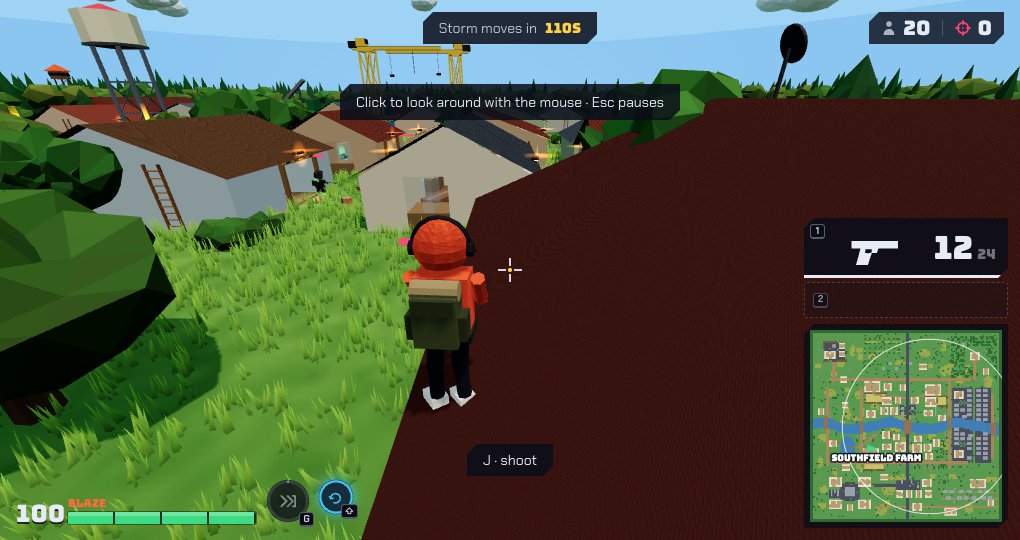 Storm moves in 110S
20 0
Click to look around with the mouse · Esc pauses
1 12 24
2
SOUTHFIELD FARM
J · shoot
BLAZE
100
G